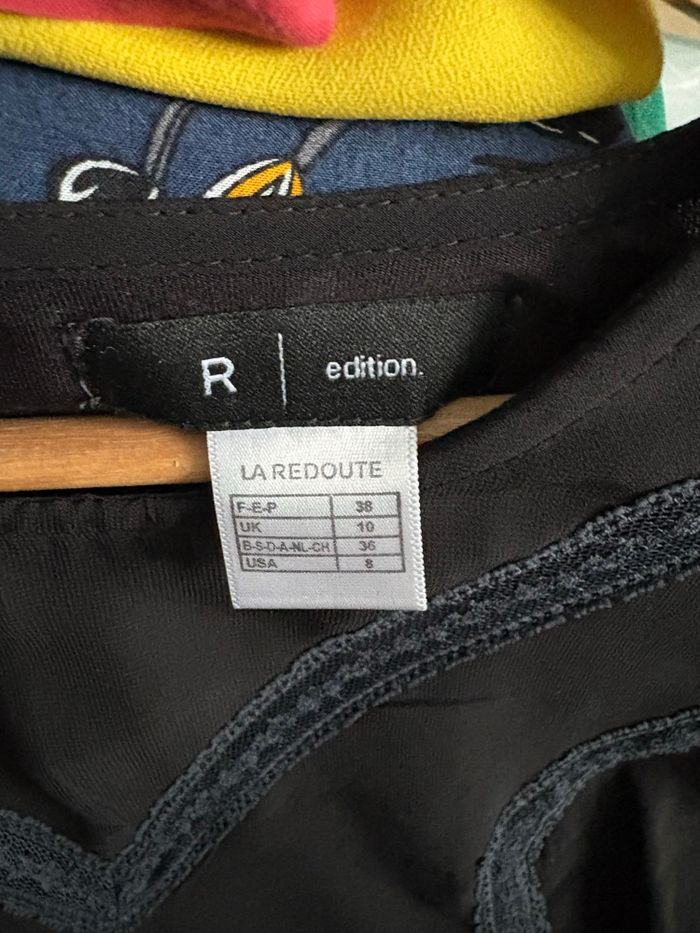 R | edition.
LA REDOUTE
F-E-P 38
UK 10
B-S-D-A-NL-CH 36
USA 8